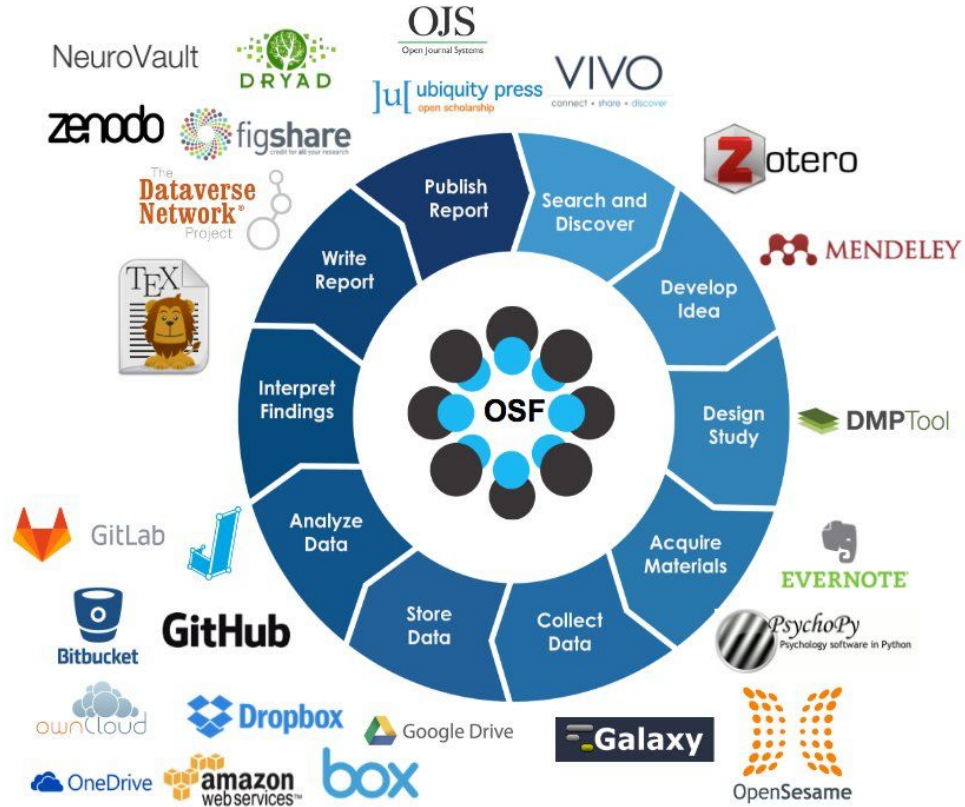 OJS
Open Journal Systems
NeuroVault
DRYAD
]u[ ubiquity press
open scholarship
VIVO
connect • share • discover
zenodo
figshare
credit for all your research
The
Dataverse
Network®
Project
Zotero
MENDELEY
TEX
DMPTool
EVERNOTE
PsychoPy
Psychology software in Python
OpenSesame
Galaxy
Google Drive
Dropbox
box
amazon
webservices™
OneDrive
ownCloud
Bitbucket
GitHub
GitLab
Publish
Report
Search and
Discover
Develop
Idea
Design
Study
Acquire
Materials
Collect
Data
Store
Data
Analyze
Data
Interpret
Findings
Write
Report
OSF